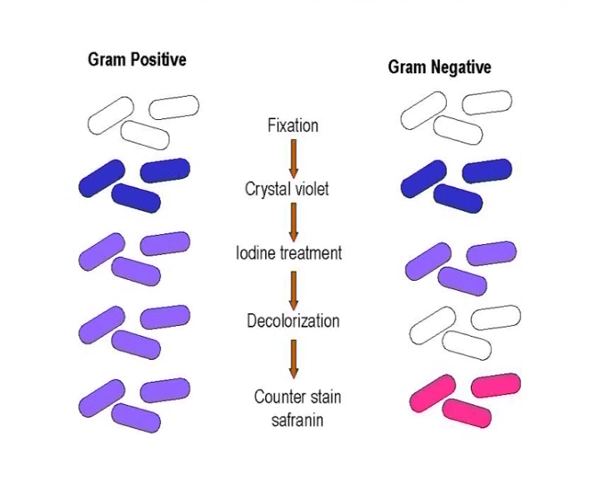 Gram Positive
Gram Negative
Fixation
Crystal violet
Iodine treatment
Decolorization
Counter stain
safranin